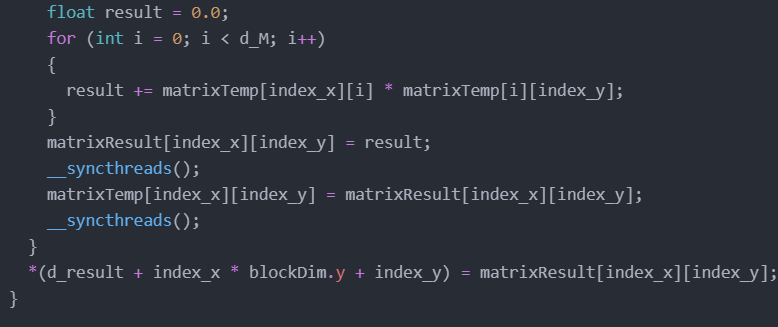 float result = 0.0;
for (int i = 0; i < d_M; i++)
{
result += matrixTemp[index_x][i] * matrixTemp[i][index_y];
}
matrixResult[index_x][index_y] = result;
__syncthreads();
matrixTemp[index_x][index_y] = matrixResult[index_x][index_y];
__syncthreads();
}
*(d_result + index_x * blockDim.y + index_y) = matrixResult[index_x][index_y];
}